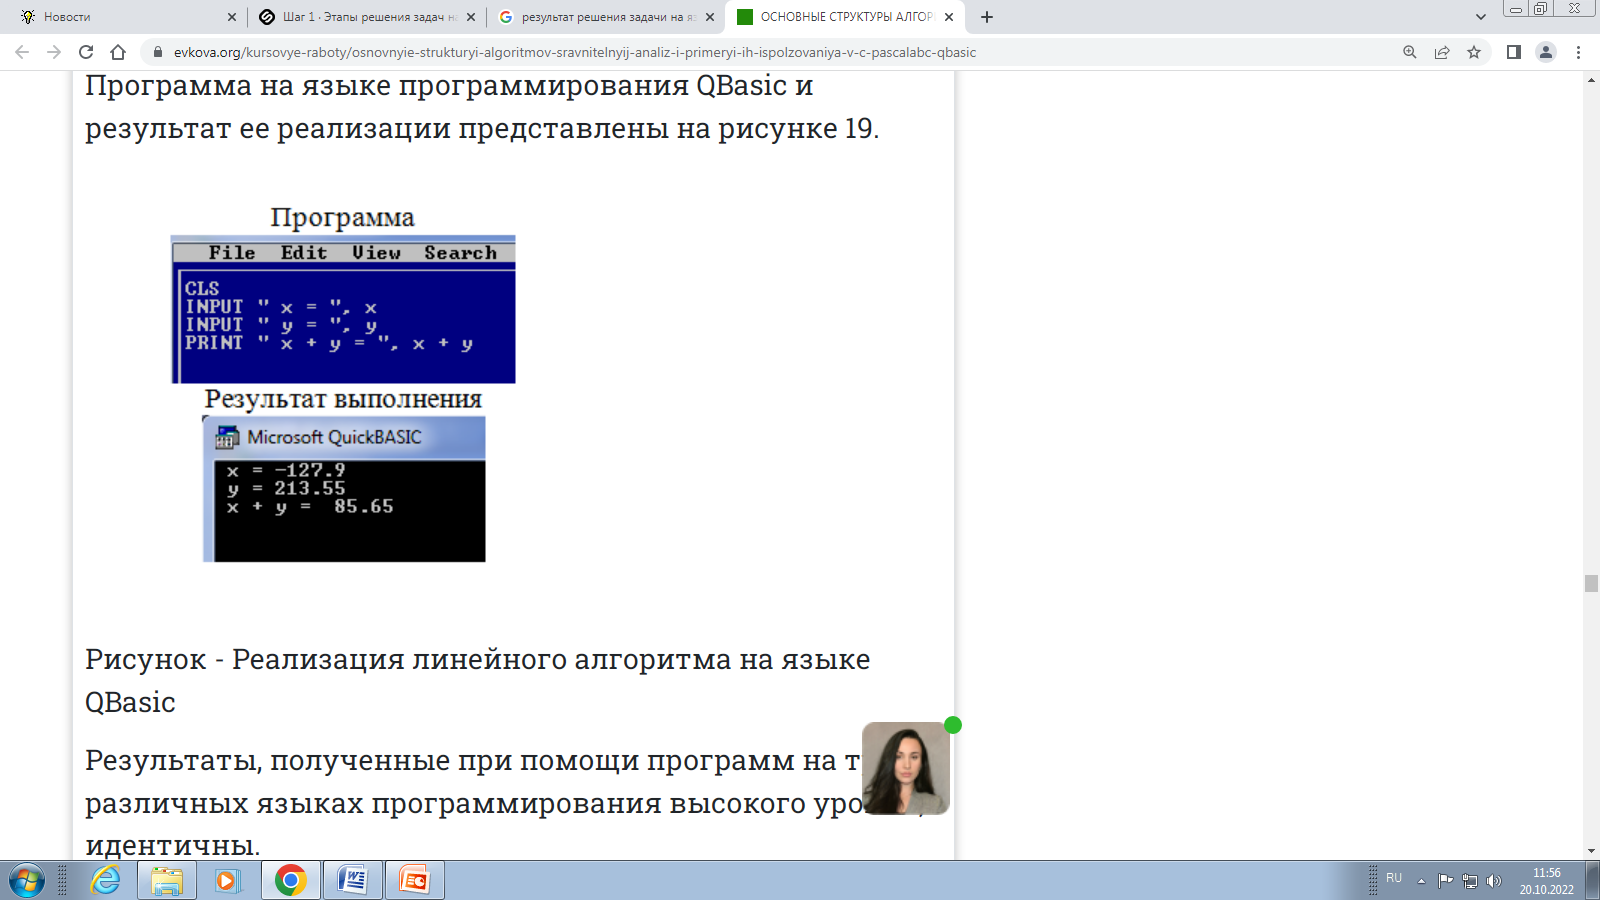 Новости
Шаг 1 · Этапы решения задач на
результат решения задачи на яз
ОСНОВНЫЕ СТРУКТУРЫ АЛГОР
evkova.org/kursovye-raboty/osnovnyie-strukturyi-algoritmov-sravnitelnyij-analiz-i-primeryi-ih-ispolzovaniya-v-c-pascalabc-qbasic
Программа на языке программирования QBasic и
результат ее реализации представлены на рисунке 19.
Программа
File Edit View Search
CLS
INPUT " x = ", x
INPUT " y = ", y
PRINT " x + y = ", x + y
Результат выполнения
Microsoft QuickBASIC
x = -127.9
y = 213.55
x + y = 85.65
Рисунок - Реализация линейного алгоритма на языке
QBasic
Результаты, полученные при помощи программ на
различных языках программирования высокого
идентичны.
RU
11:56
20.10.2022